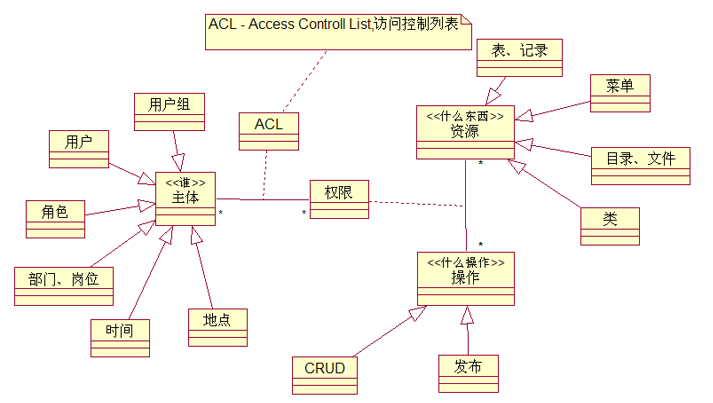 ACL - Access Controll List,访问控制列表
表、记录
菜单
用户组
ACL
<<什么东西>>
资源
用户
目录、文件
<<谁>>
主体
权限
*
*
*
角色
类
*
<<什么操作>>
操作
部门、岗位
时间
地点
CRUD
发布